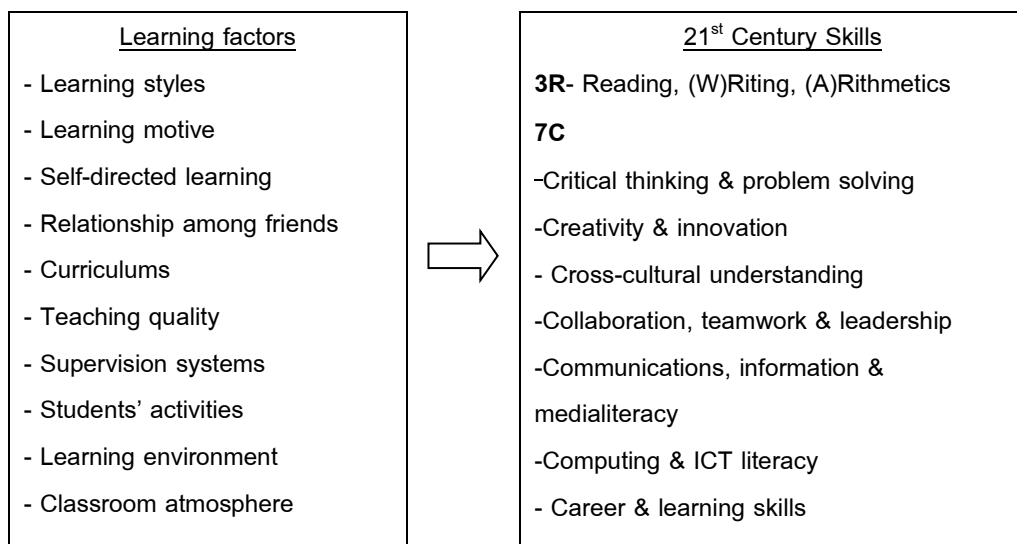 Learning factors
- Learning styles
- Learning motive
- Self-directed learning
- Relationship among friends
- Curriculums
- Teaching quality
- Supervision systems
- Students’ activities
- Learning environment
- Classroom atmosphere
21st Century Skills
3R- Reading, (W)Riting, (A)Rithmetics
7C
-Critical thinking & problem solving
-Creativity & innovation
- Cross-cultural understanding
-Collaboration, teamwork & leadership
-Communications, information &
medialiteracy
-Computing & ICT literacy
- Career & learning skills